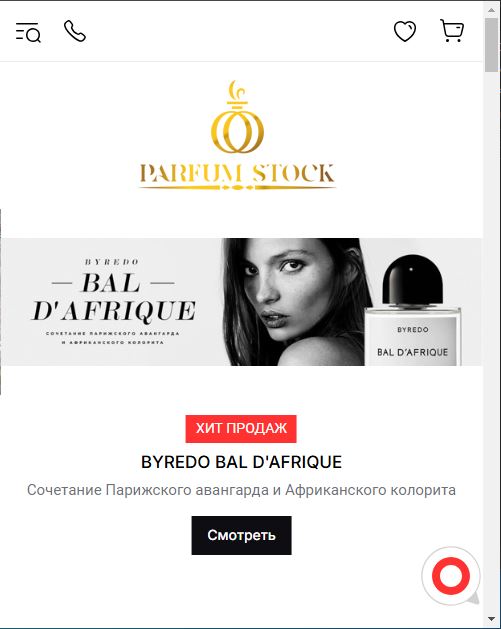 PARFUM STOCK
BYREDO
BAL
D'AFRIQUE
СОЧЕТАНИЕ ПАРИЖСКОГО АВАНГАРДА
И АФРИКАНСКОГО КОЛОРИТА
BYREDO
BAL D'AFRIQUE
ХИТ ПРОДАЖ
BYREDO BAL D'AFRIQUE
Сочетание Парижского авангарда и Африканского колорита
Смотреть